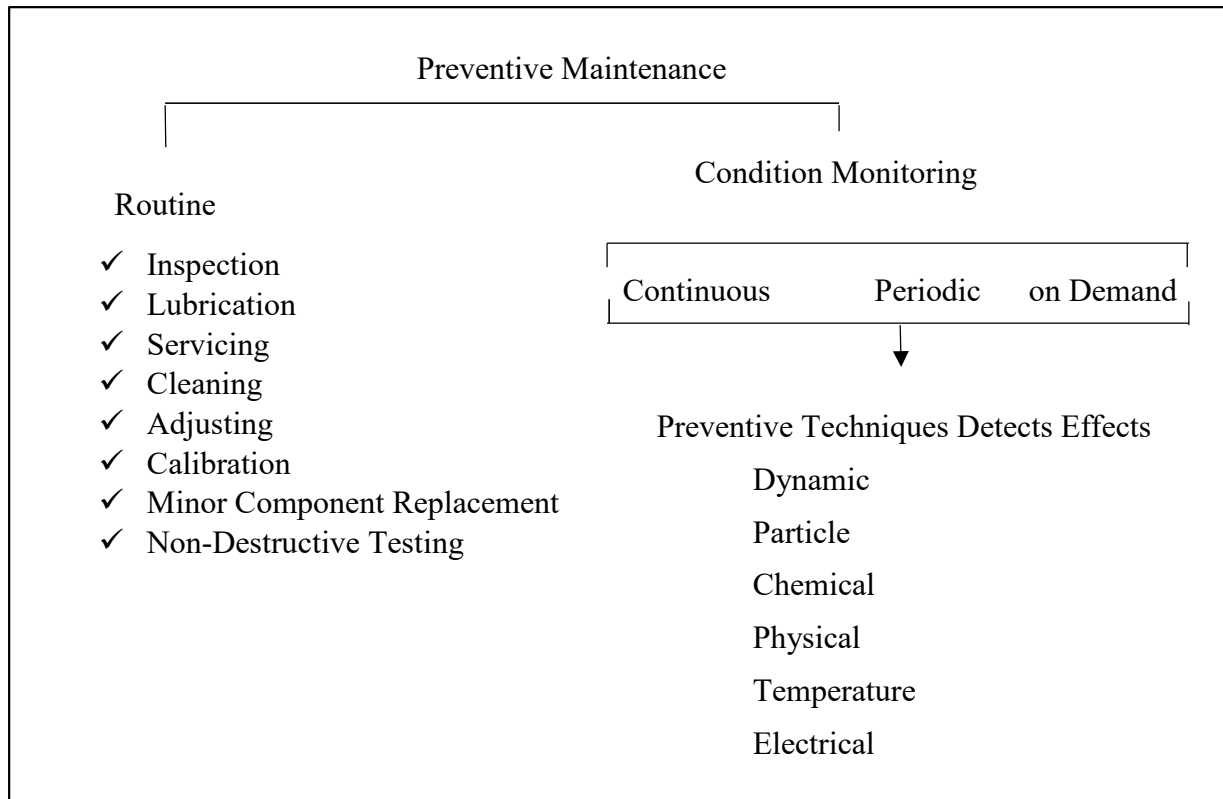 Preventive Maintenance
Routine
✓ Inspection
✓ Lubrication
✓ Servicing
✓ Cleaning
✓ Adjusting
✓ Calibration
✓ Minor Component Replacement
✓ Non-Destructive Testing
Condition Monitoring
Continuous Periodic on Demand
Preventive Techniques Detects Effects
Dynamic
Particle
Chemical
Physical
Temperature
Electrical